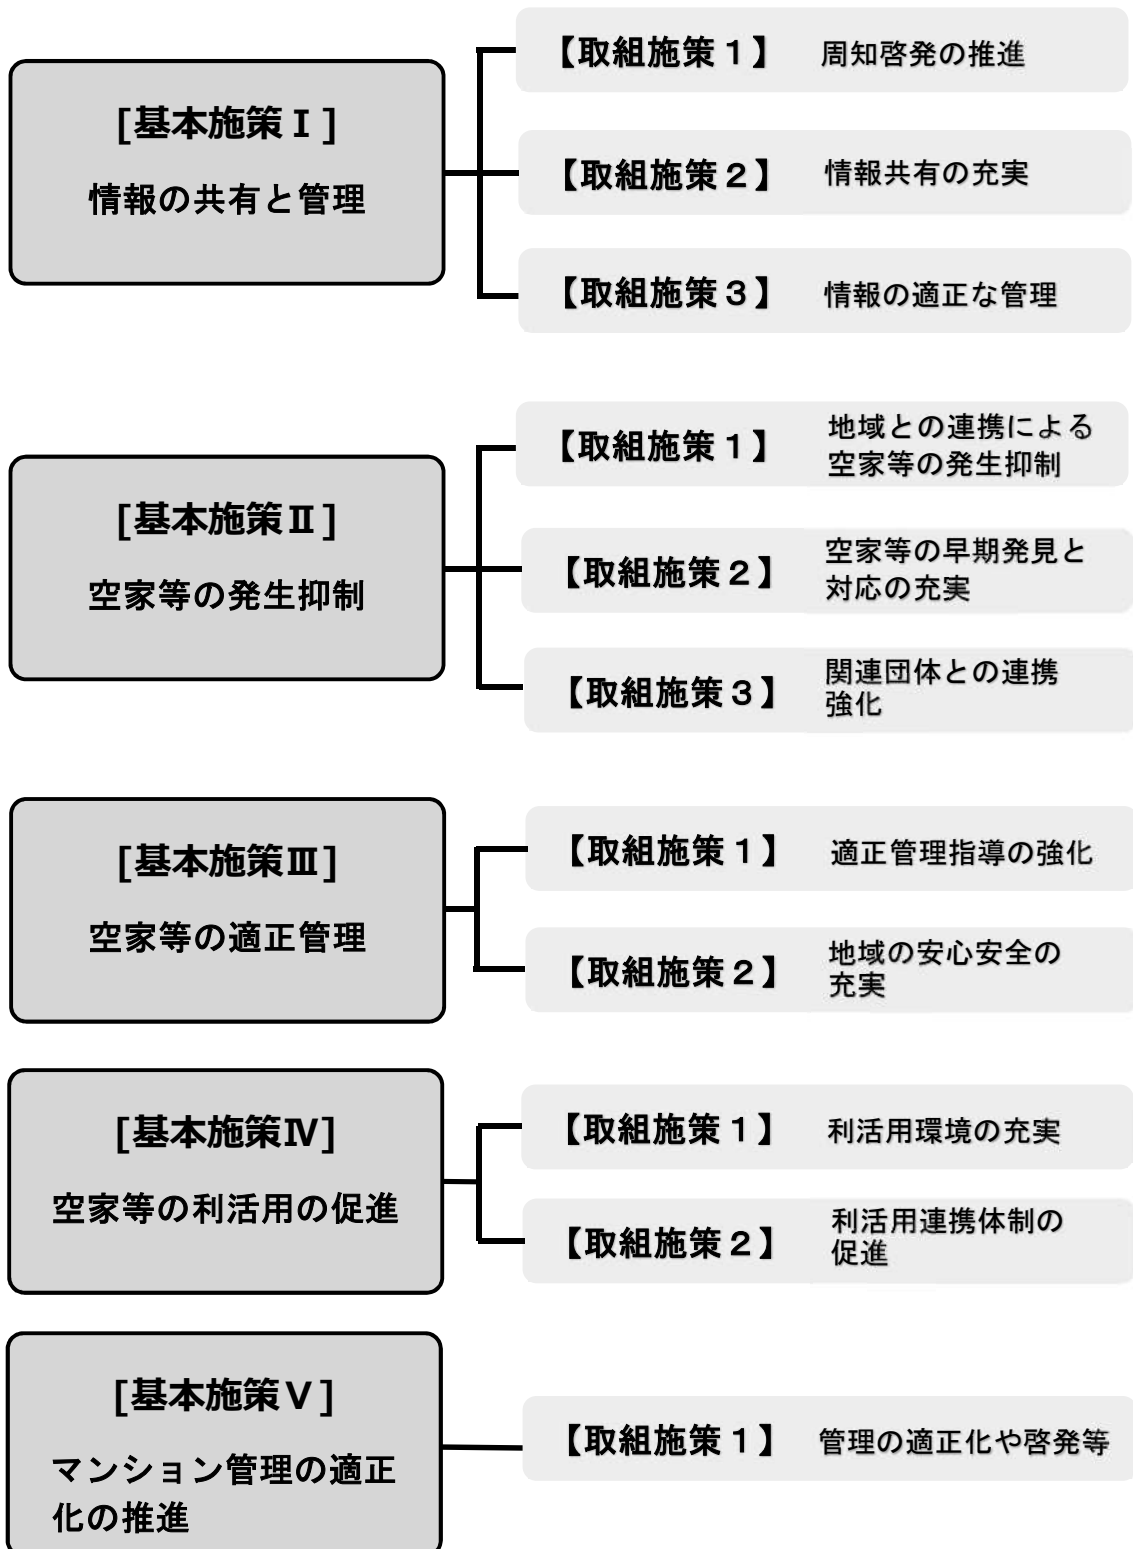 [基本施策Ⅰ]
情報の共有と管理
【取組施策１】 周知啓発の推進
【取組施策２】 情報共有の充実
【取組施策３】 情報の適正な管理
[基本施策Ⅱ]
空家等の発生抑制
【取組施策１】 地域との連携による
空家等の発生抑制
【取組施策２】 空家等の早期発見と
対応の充実
【取組施策３】 関連団体との連携
強化
[基本施策Ⅲ]
空家等の適正管理
【取組施策１】 適正管理指導の強化
【取組施策２】 地域の安心安全の
充実
[基本施策Ⅳ]
空家等の利活用の促進
【取組施策１】 利活用環境の充実
【取組施策２】 利活用連携体制の
促進
[基本施策Ⅴ]
マンション管理の適正
化の推進
【取組施策１】 管理の適正化や啓発等